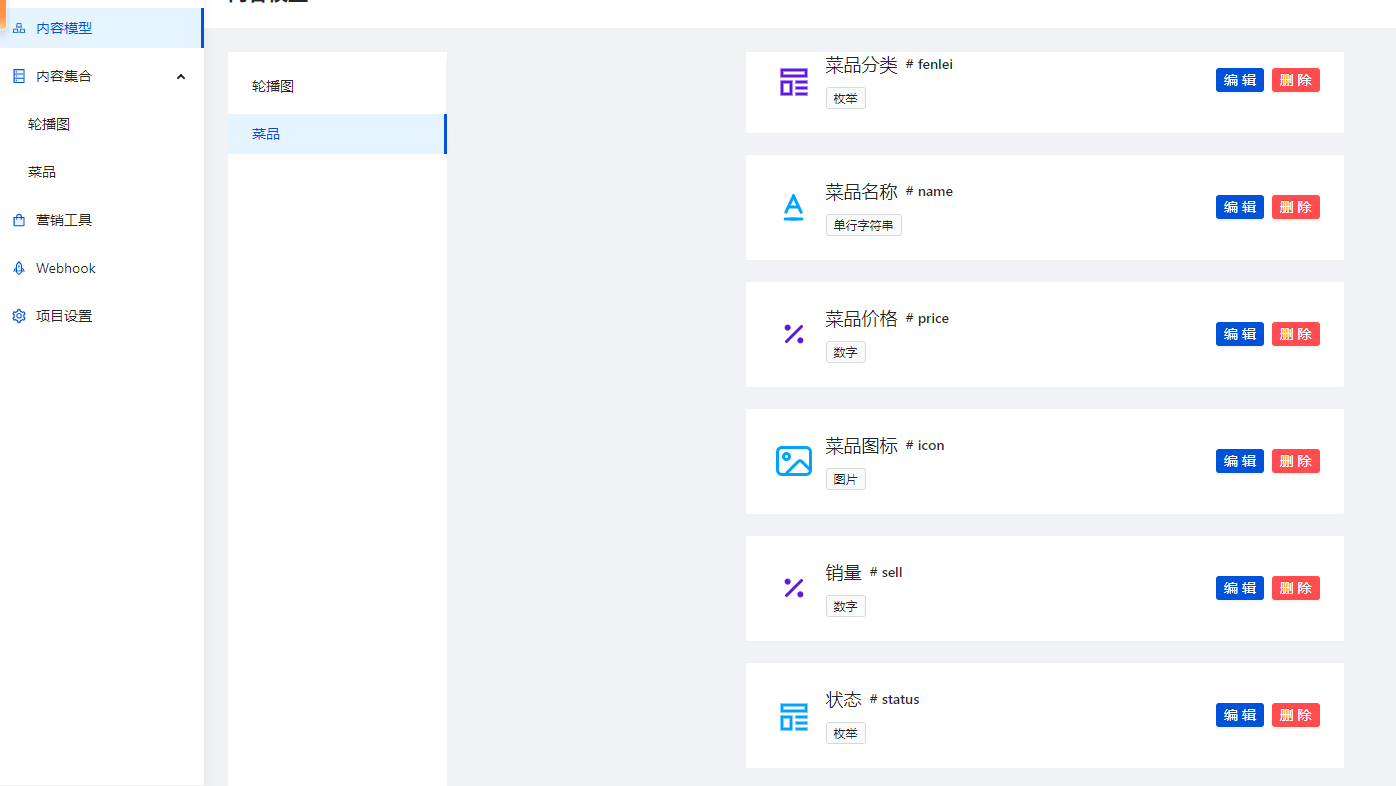 内容模型
内容集合
轮播图
菜品
营销工具
Webhook
项目设置
轮播图
菜品
菜品分类 # fenlei
枚举
编 辑 删 除
菜品名称 # name
单行字符串
编 辑 删 除
菜品价格 # price
数字
编 辑 删 除
菜品图标 # icon
图片
编 辑 删 除
销量 # sell
数字
编 辑 删 除
状态 # status
枚举
编 辑 删 除